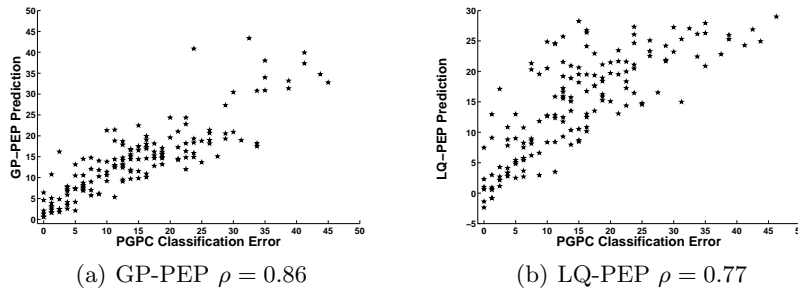 50
45
40
35
30
25
20
15
10
5
0
GP−PEP Prediction
0 5 10 15 20 25 30 35 40 45 50
PGPC Classification Error
(a) GP-PEP ρ = 0.86
30
25
20
15
10
5
0
−5
LQ−PEP Prediction
0 5 10 15 20 25 30 35 40 45 50
PGPC Classification Error
(b) LQ-PEP ρ = 0.77